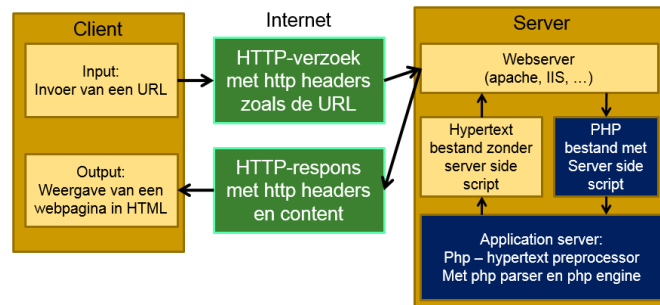 Client
Input:
Invoer van een URL
Output:
Weergave van een
webpagina in HTML
Internet
HTTP-verzoek
met http headers
zoals de URL
HTTP-respons
met http headers
en content
Server
Webserver
(apache, IIS, …)
Hypertext
bestand zonder
server side
script
PHP
bestand met
Server side
script
Application server:
Php – hypertext preprocessor
Met php parser en php engine